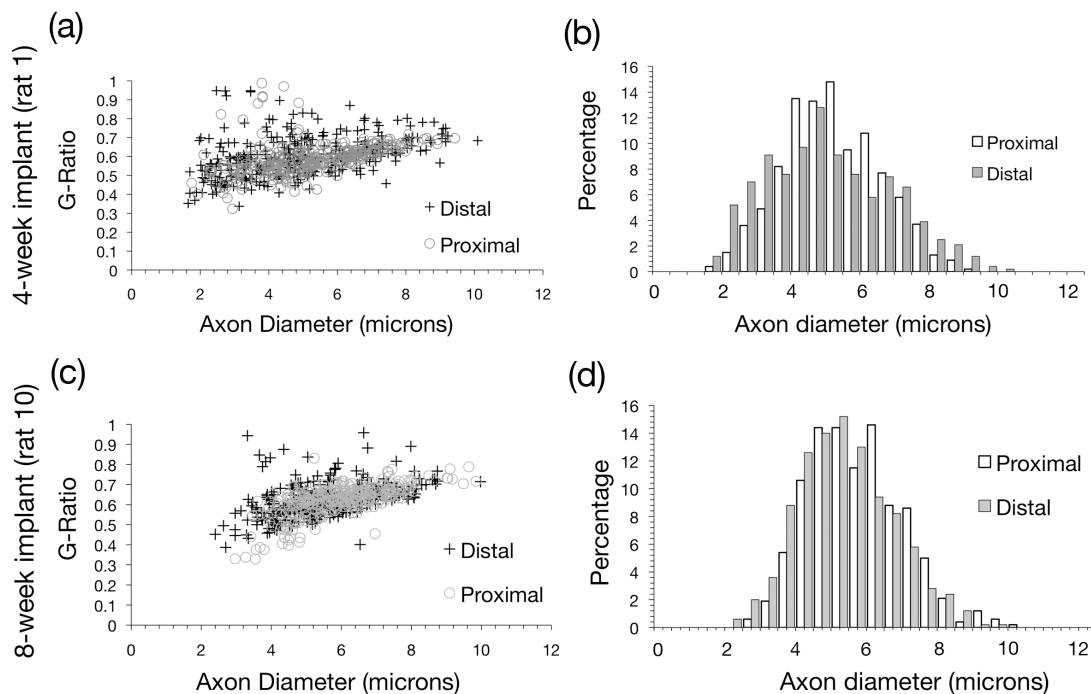 4-week implant (rat 1)
(a)
G-Ratio
1
0.9
0.8
0.7
0.6
0.5
0.4
0.3
0.2
0.1
0
Distal
Proximal
0 2 4 6 8 10 12
Axon Diameter (microns)
(b)
Percentage
16
14
12
10
8
6
4
2
0
Proximal
Distal
0 2 4 6 8 10 12
Axon diameter (microns)
8-week implant (rat 10)
(c)
G-Ratio
1
0.9
0.8
0.7
0.6
0.5
0.4
0.3
0.2
0.1
0
Distal
Proximal
0 2 4 6 8 10 12
Axon Diameter (microns)
(d)
Percentage
16
14
12
10
8
6
4
2
0
Proximal
Distal
0 2 4 6 8 10 12
Axon diameter (microns)